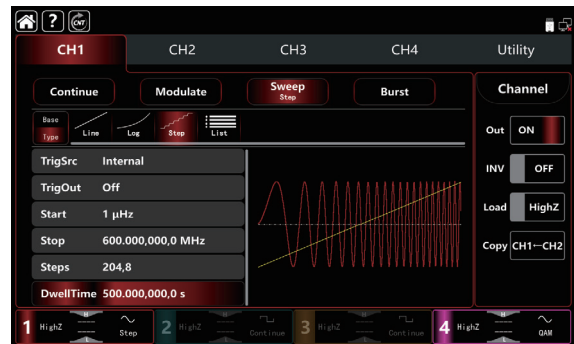 ? CNT
CH1 CH2 CH3 CH4 Utility
Continue Modulate Sweep Step Burst Channel
Base Type Line Log Step List
Out ON
TrigSrc Internal
TrigOut Off
INV OFF
Start 1 μHz
Load HighZ
Stop 600.000,000,0 MHz
Copy CH1←CH2
Steps 204,8
DwellTime 500.000,000,0 s
1 HighZ H L Step 2 HighZ H L Continue 3 HighZ H L Continue 4 HighZ H L QAM